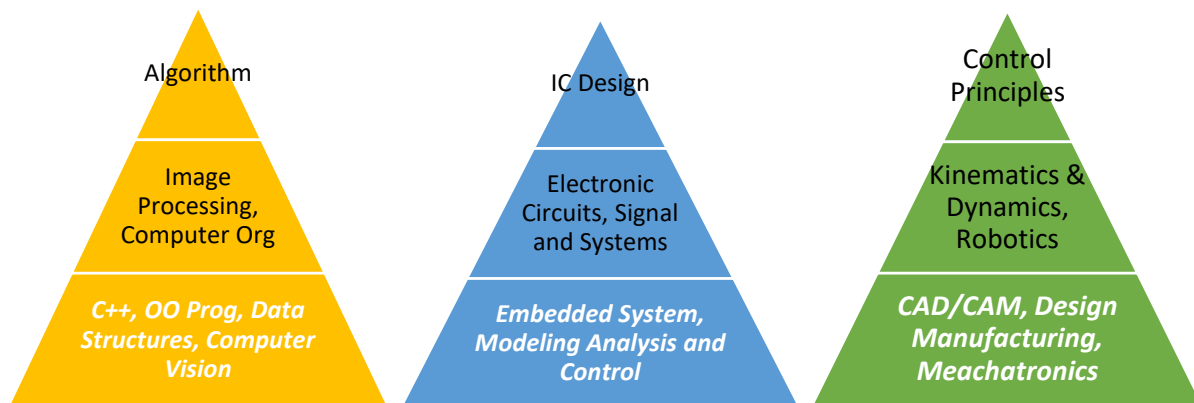 Algorithm
Image
Processing,
Computer Org
C++, OO Prog, Data
Structures, Computer
Vision
IC Design
Electronic
Circuits, Signal
and Systems
Embedded System,
Modeling Analysis and
Control
Control
Principles
Kinematics &
Dynamics,
Robotics
CAD/CAM, Design
Manufacturing,
Meachatronics